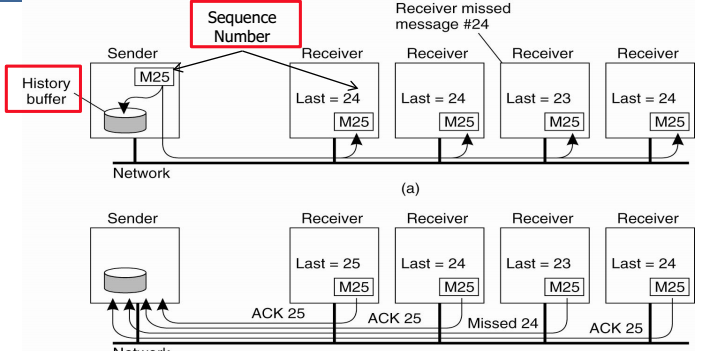 Receiver missed
message #24
Sequence
Number
Sender
Receiver
Receiver
Receiver
Receiver
History
buffer
M25
Last = 24
Last = 24
Last = 23
Last = 24
M25
M25
M25
M25
Network
(a)
Sender
Receiver
Receiver
Receiver
Receiver
Last = 25
Last = 24
Last = 23
Last = 24
M25
M25
M25
M25
ACK 25
ACK 25
Missed 24
ACK 25